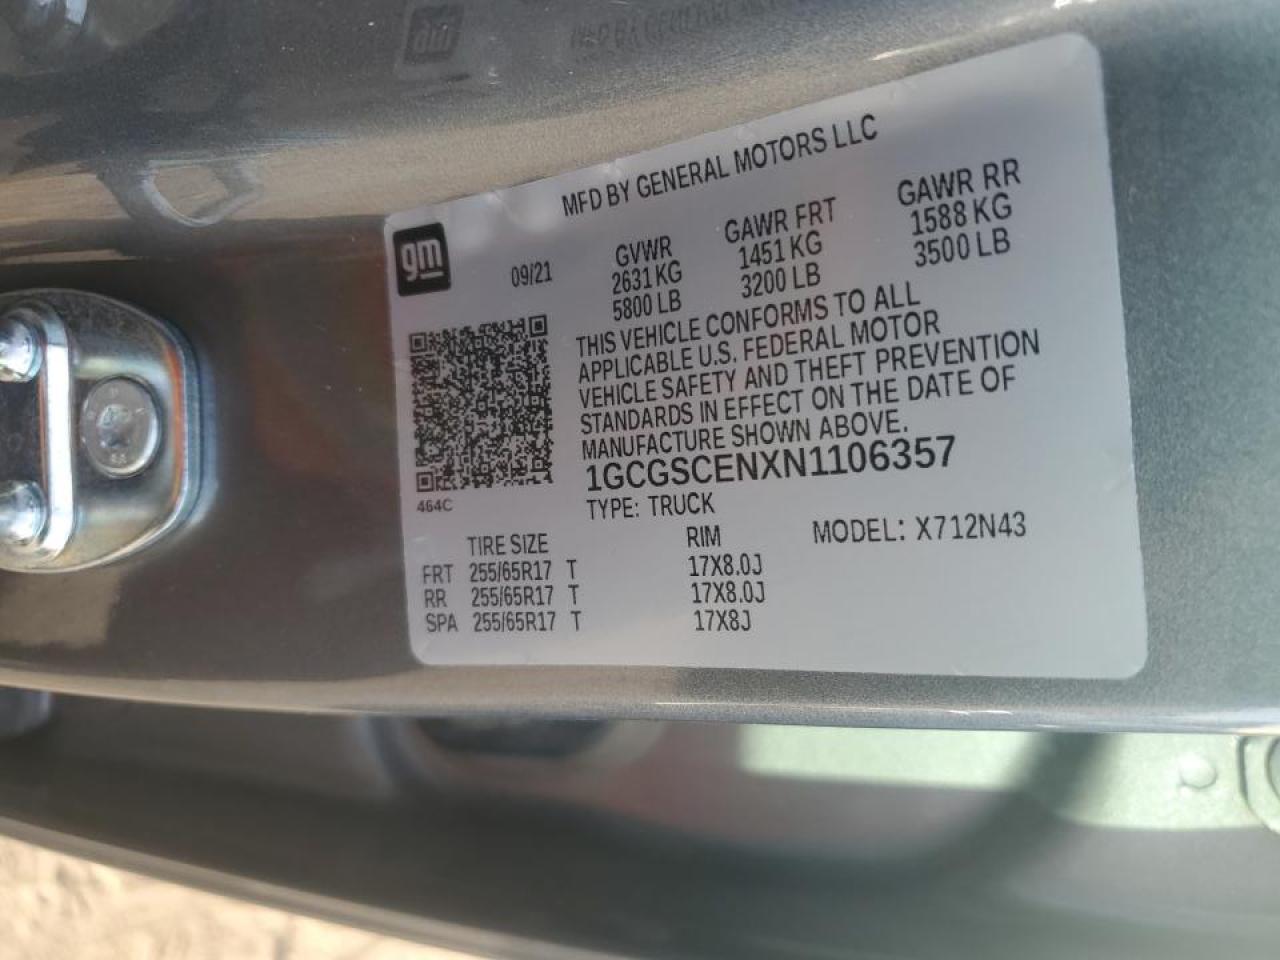 MFD BY GENERAL MOTORS LLC
gm
09/21
GVWR GAWR FRT GAWR RR
2631 KG 1451 KG 1588 KG
5800 LB 3200 LB 3500 LB
THIS VEHICLE CONFORMS TO ALL
APPLICABLE U.S. FEDERAL MOTOR
VEHICLE SAFETY AND THEFT PREVENTION
STANDARDS IN EFFECT ON THE DATE OF
MANUFACTURE SHOWN ABOVE.
1GCGSCENXN1106357
464C
TYPE: TRUCK
TIRE SIZE RIM MODEL: X712N43
FRT 255/65R17 T 17X8.0J
RR 255/65R17 T 17X8.0J
SPA 255/65R17 T 17X8J